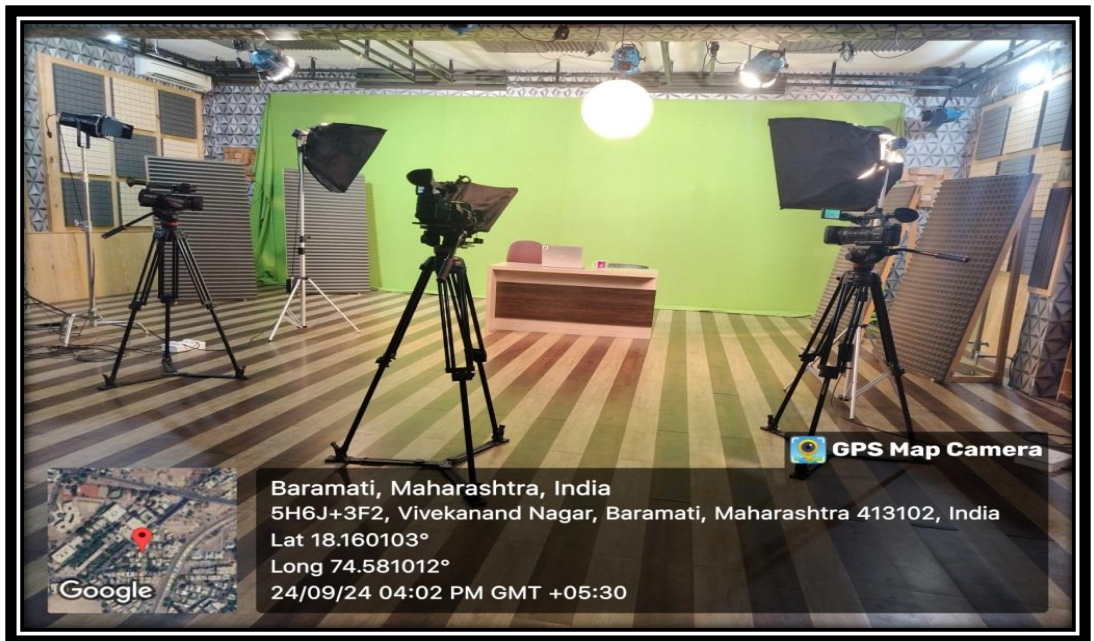 GPS Map Camera
Baramati, Maharashtra, India
5H6J+3F2, Vivekanand Nagar, Baramati, Maharashtra 413102, India
Lat 18.160103°
Long 74.581012°
24/09/24 04:02 PM GMT +05:30
Google